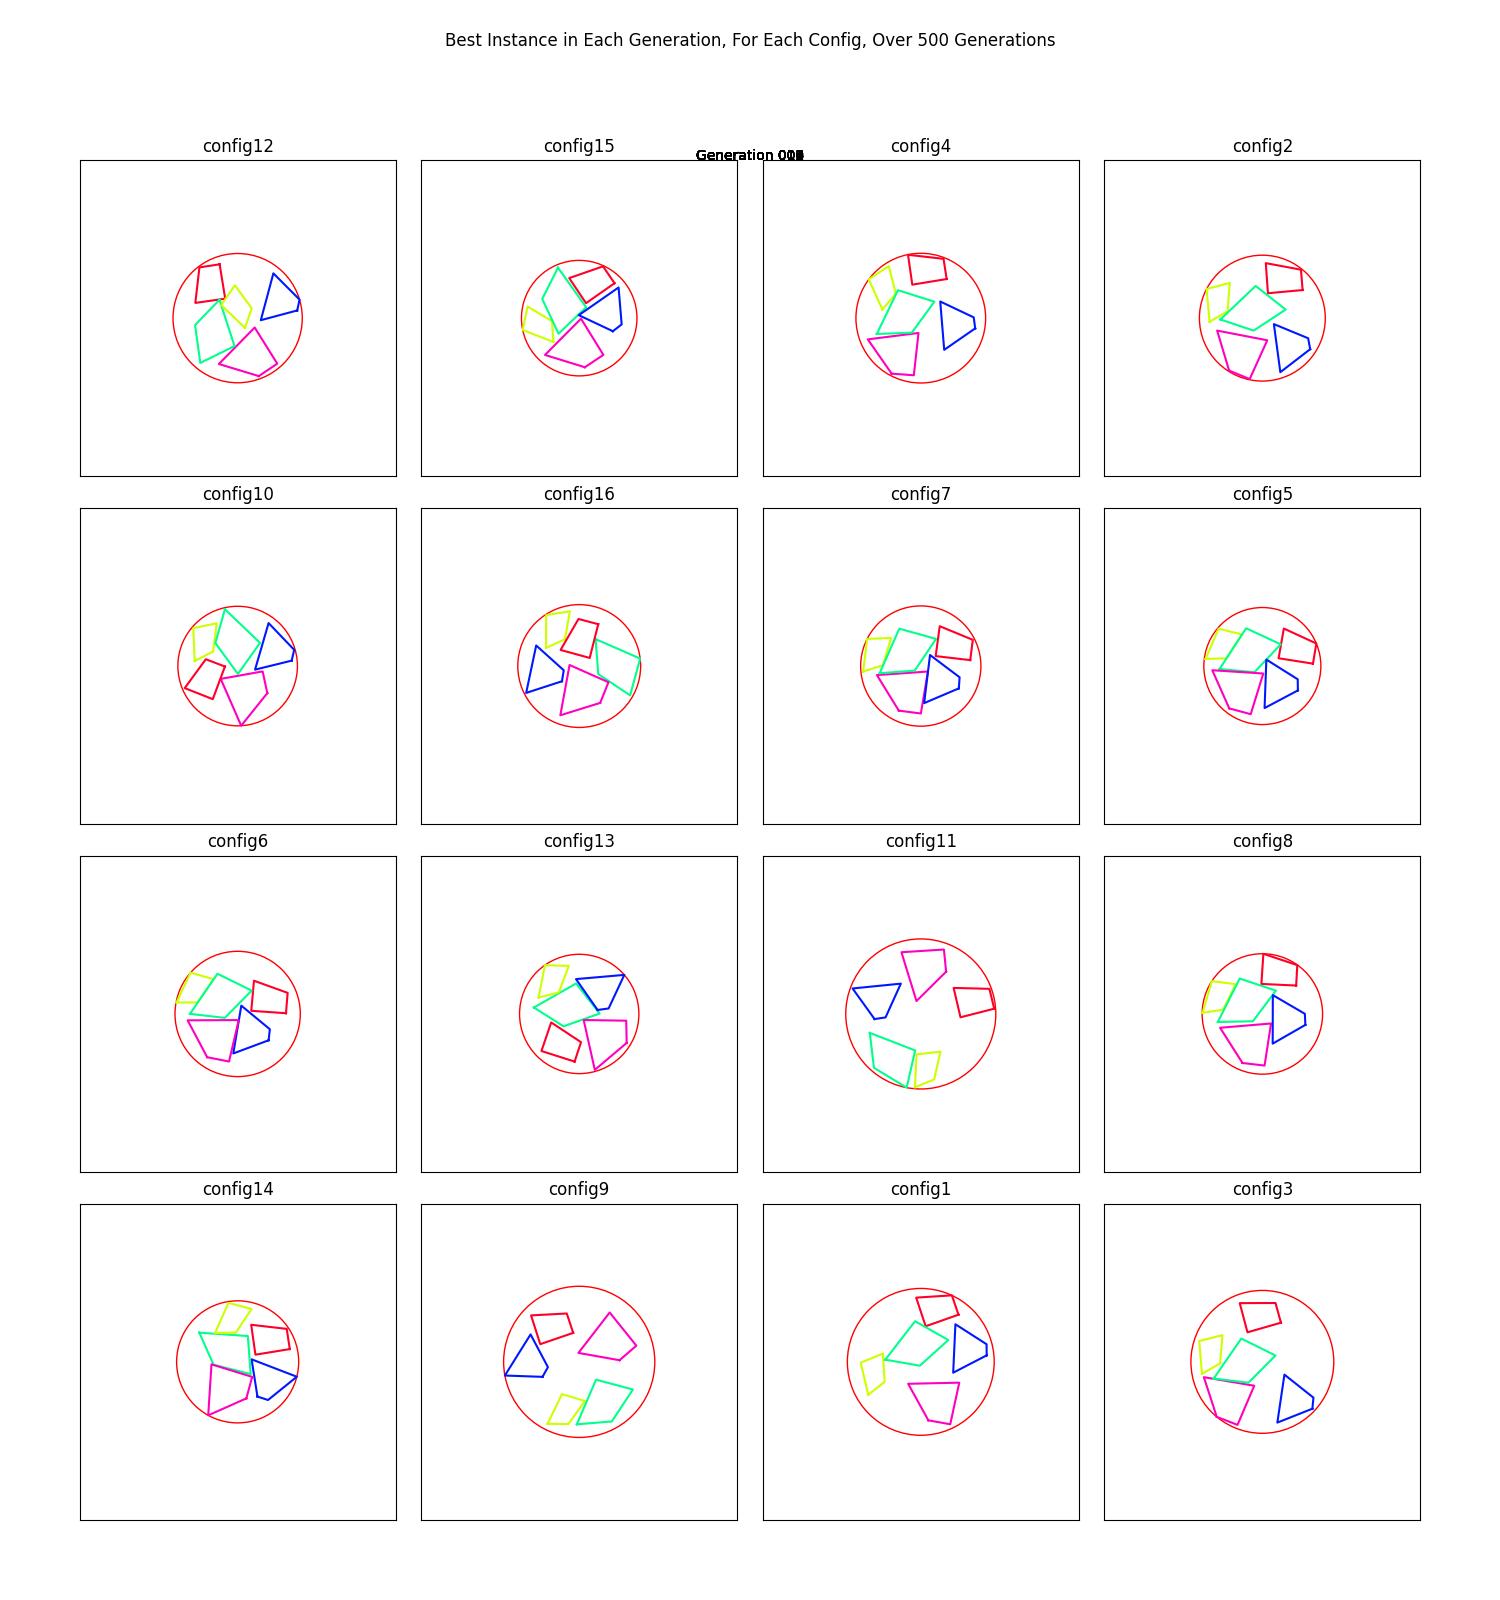 Best Instance in Each Generation, For Each Config, Over 500 Generations
config12
config15
Generation
config4
config2
config10
config16
config7
config5
config6
config13
config11
config8
config14
config9
config1
config3